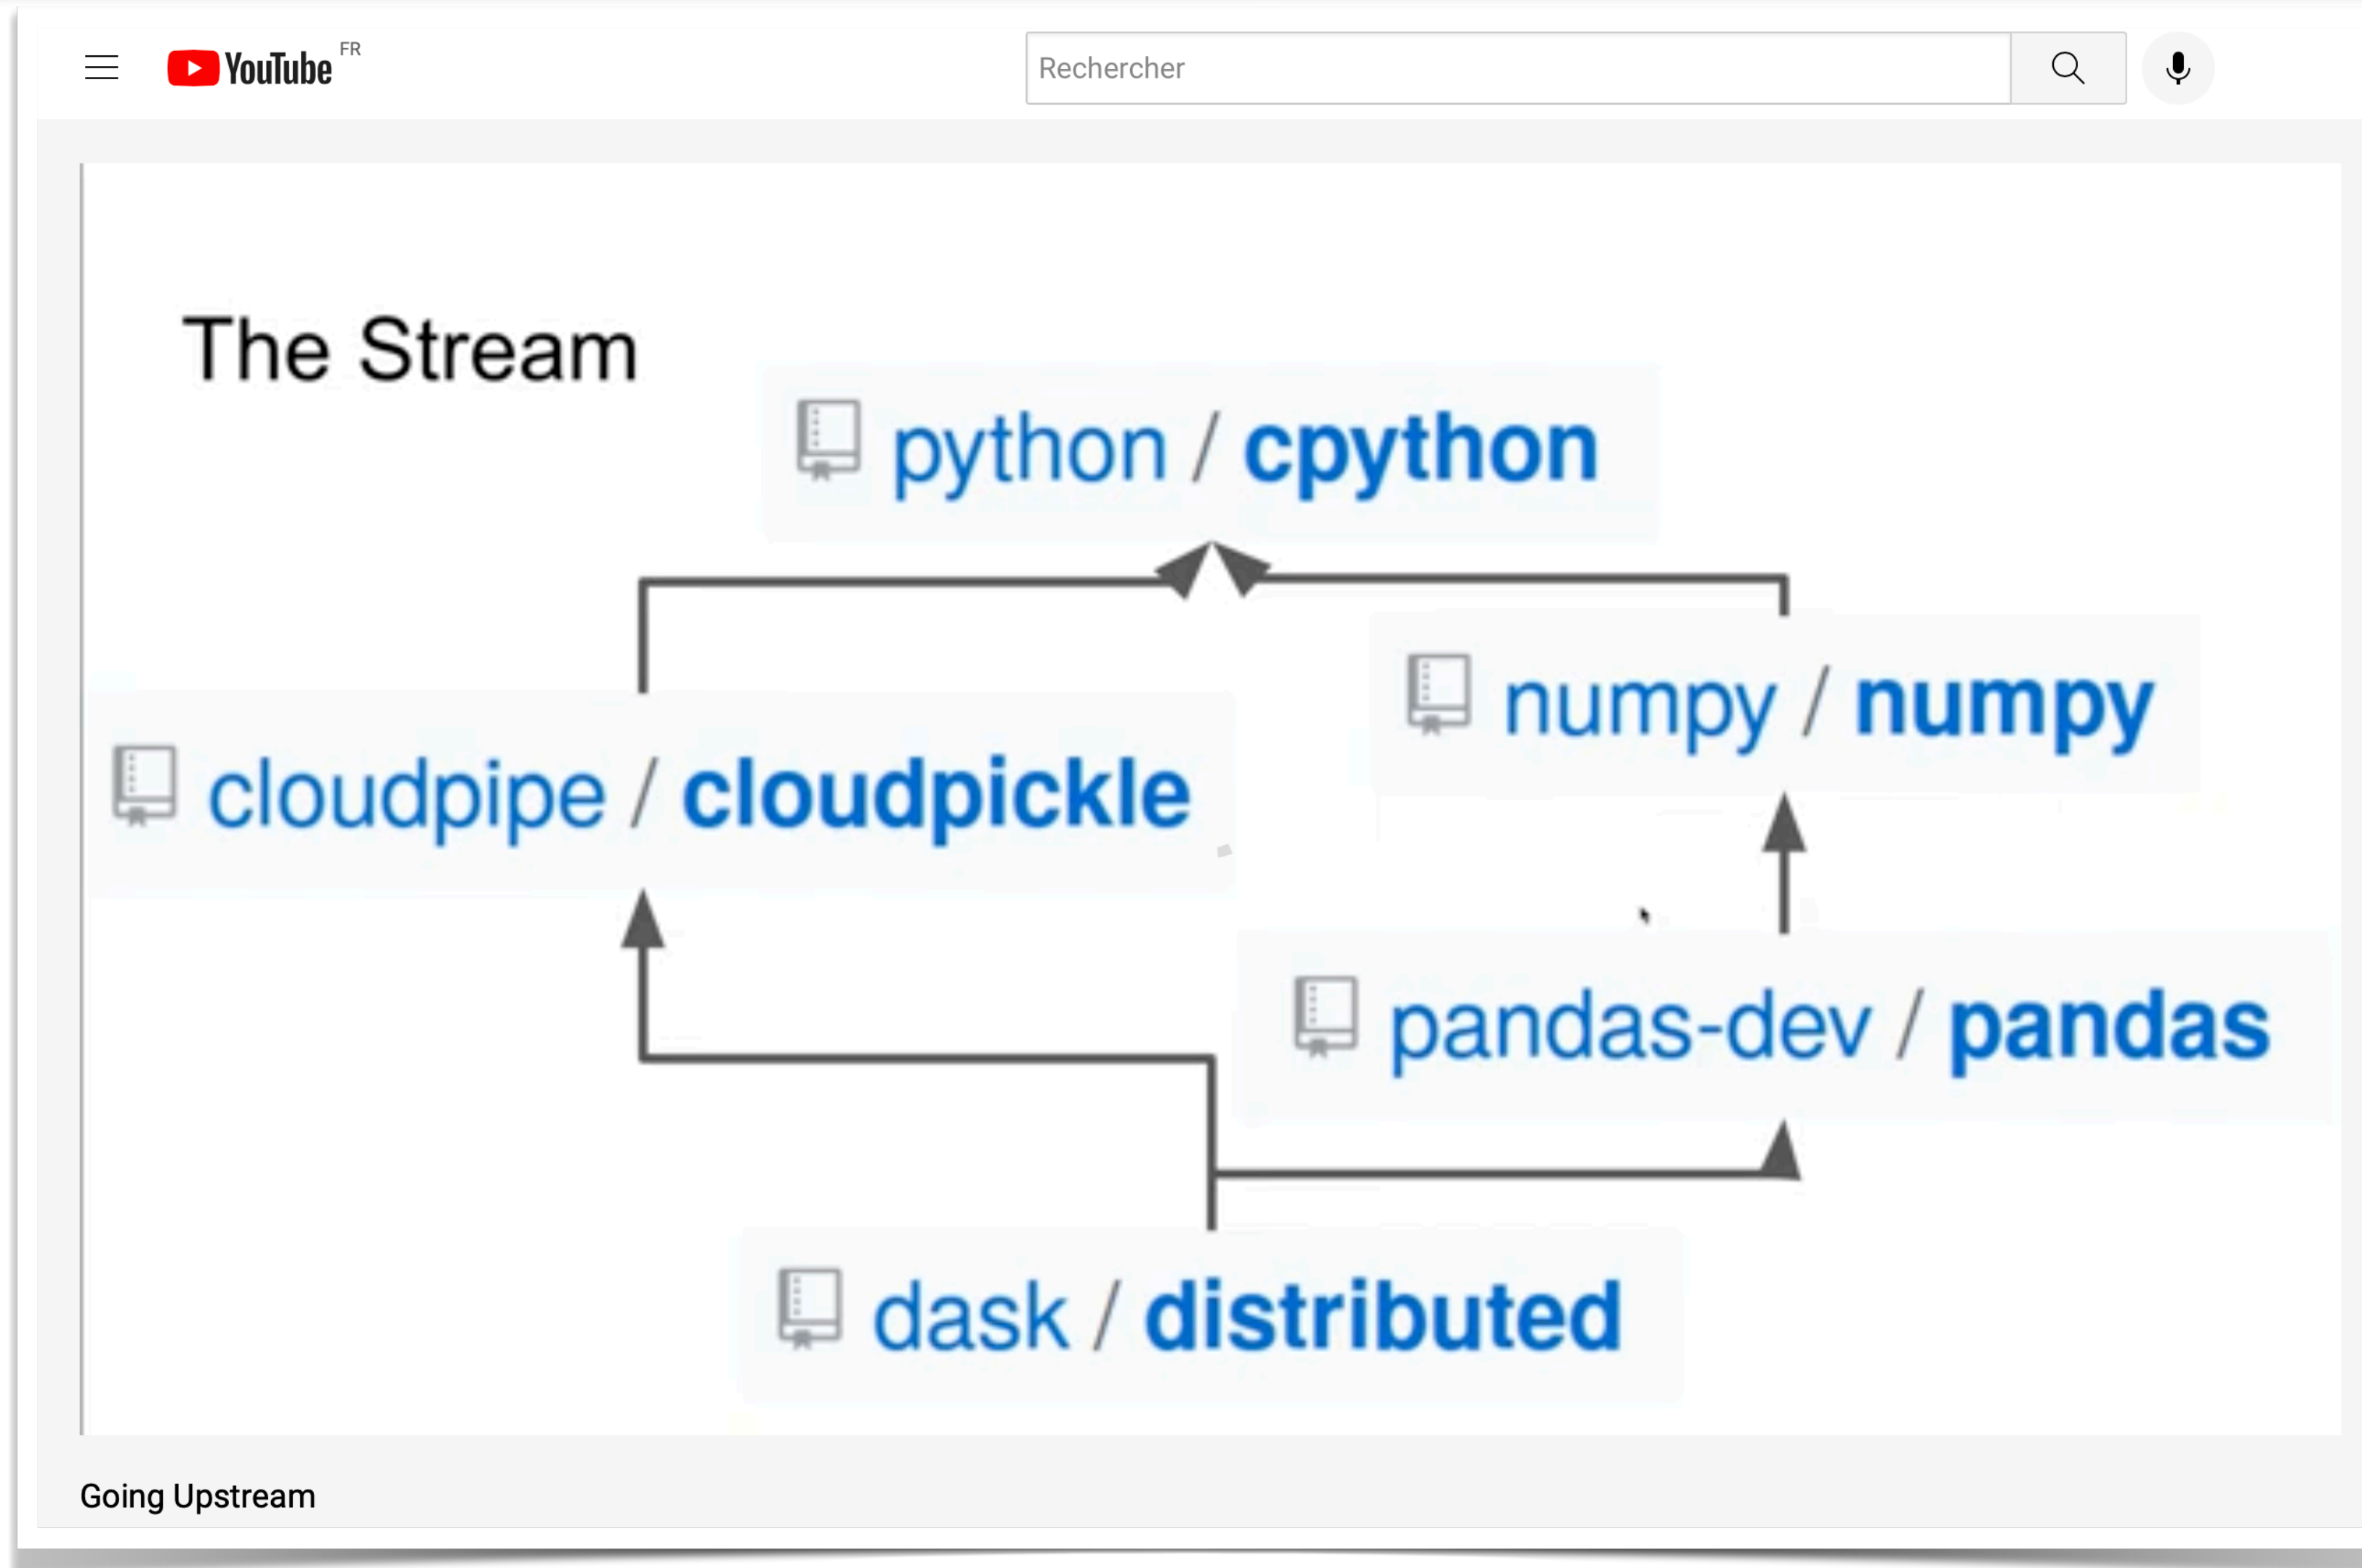 YouTube FR
Rechercher
The Stream
python / cpython
numpy / numpy
cloudpipe / cloudpickle
pandas-dev / pandas
dask / distributed
Going Upstream